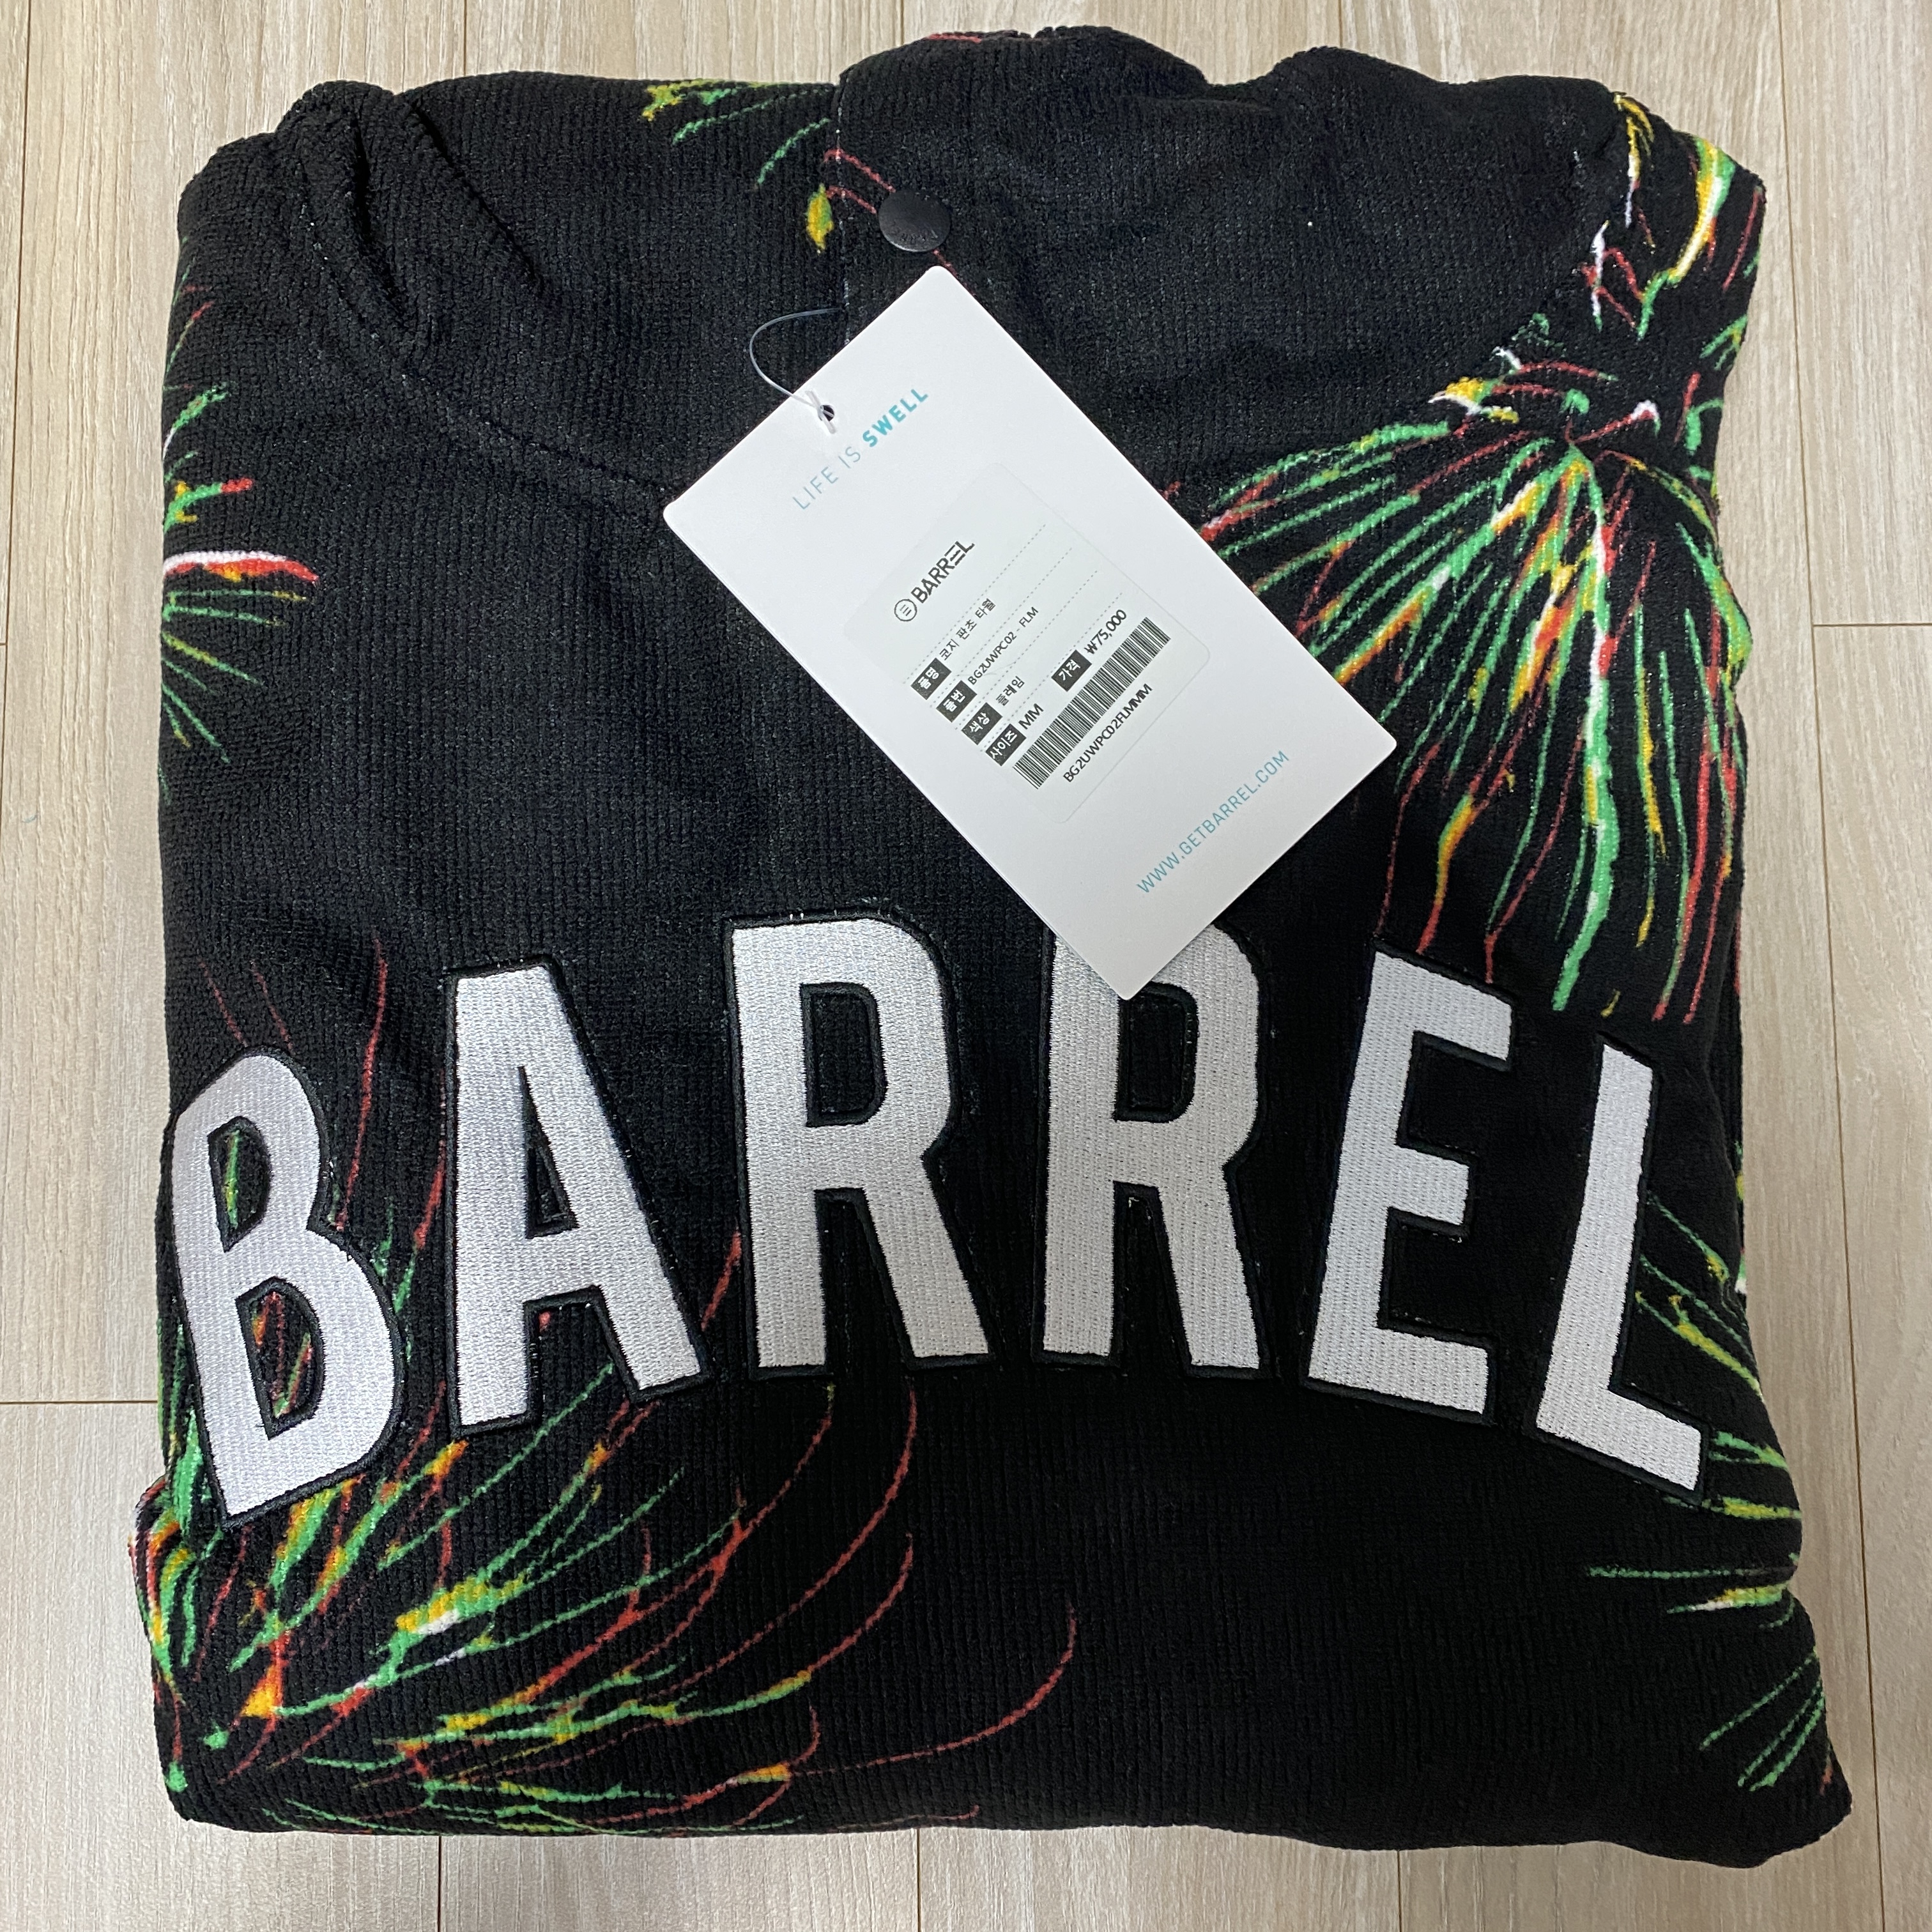 LIFE IS SWELL
BARREL
품명 코지 판초 타월
품번 BG2UWPC02 - FLM
색상 플레임
사이즈 MM 가격 ₩75,000
BG2UWPC02FLMMM
WWW.GETBARREL.COM
BARREL